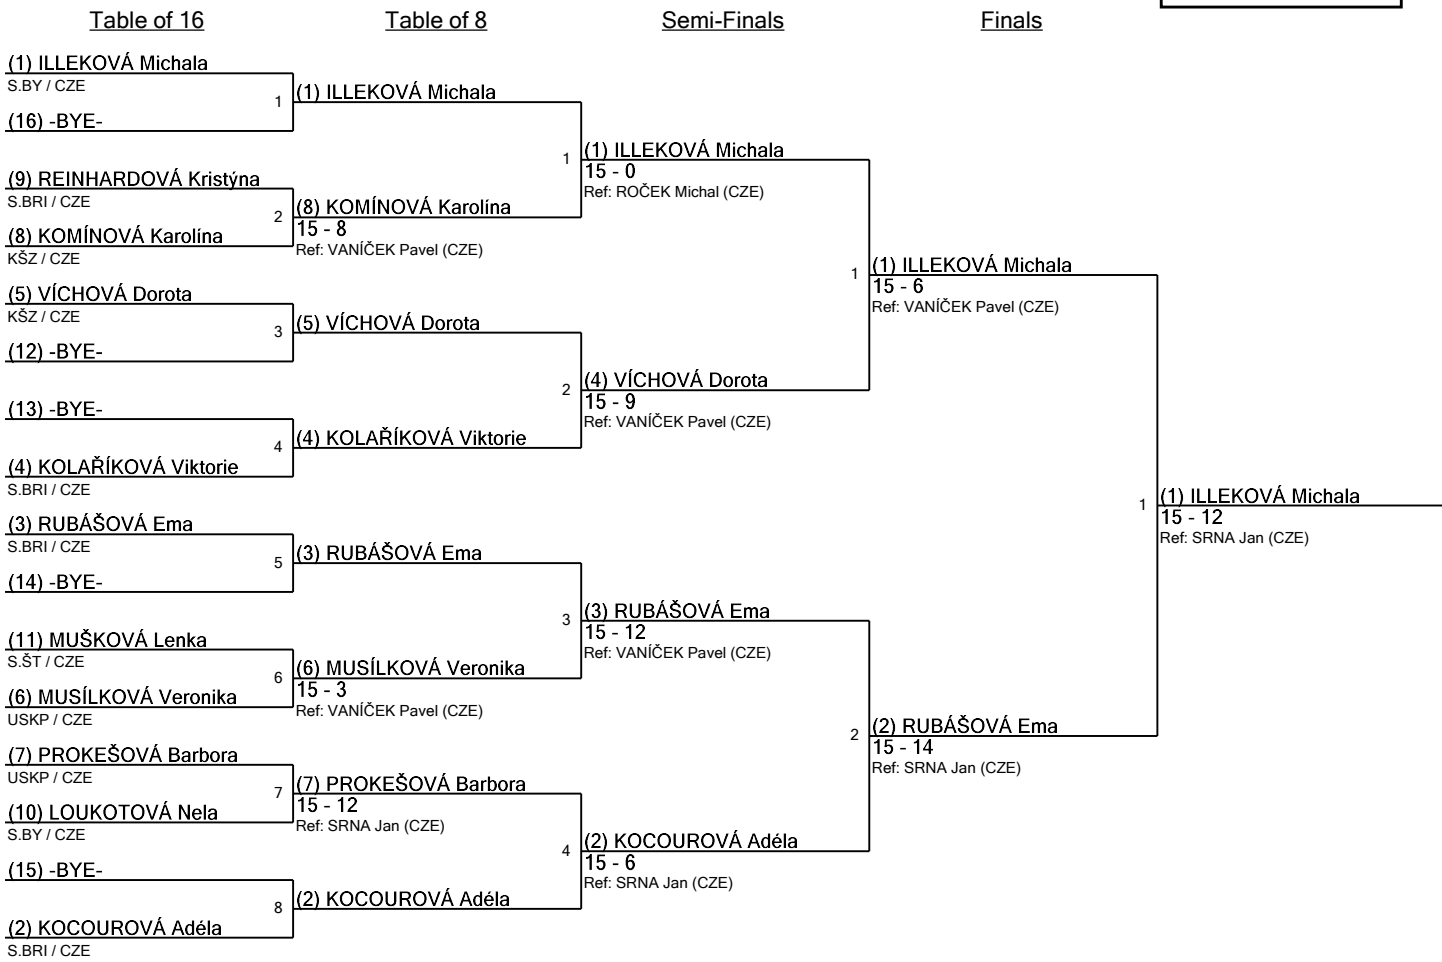 Table of 16
Table of 8
Semi-Finals
Finals
(1) ILLEKOVÁ Michala
S.BY / CZE
1
(16) -BYE-
(9) REINHARDOVÁ Kristýna
S.BRI / CZE
2
(8) KOMÍNOVÁ Karolína
KŠZ / CZE
(5) VÍCHOVÁ Dorota
KŠZ / CZE
3
(12) -BYE-
(13) -BYE-
4
(4) KOLAŘÍKOVÁ Viktorie
S.BRI / CZE
(3) RUBÁŠOVÁ Ema
S.BRI / CZE
5
(14) -BYE-
(11) MUŠKOVÁ Lenka
S.ŠT / CZE
6
(6) MUSÍLKOVÁ Veronika
USKP / CZE
(7) PROKEŠOVÁ Barbora
USKP / CZE
7
(10) LOUKOTOVÁ Nela
S.BY / CZE
(15) -BYE-
8
(2) KOCOUROVÁ Adéla
S.BRI / CZE
(1) ILLEKOVÁ Michala
1
(8) KOMÍNOVÁ Karolína
15 - 8
Ref: VANÍČEK Pavel (CZE)
(5) VÍCHOVÁ Dorota
2
(4) KOLAŘÍKOVÁ Viktorie
(3) RUBÁŠOVÁ Ema
3
(6) MUSÍLKOVÁ Veronika
15 - 3
Ref: VANÍČEK Pavel (CZE)
(7) PROKEŠOVÁ Barbora
15 - 12
Ref: SRNA Jan (CZE)
4
(2) KOCOUROVÁ Adéla
(1) ILLEKOVÁ Michala
15 - 0
Ref: ROČEK Michal (CZE)
1
(4) VÍCHOVÁ Dorota
15 - 9
Ref: VANÍČEK Pavel (CZE)
(3) RUBÁŠOVÁ Ema
15 - 12
Ref: VANÍČEK Pavel (CZE)
2
(2) KOCOUROVÁ Adéla
15 - 6
Ref: SRNA Jan (CZE)
(1) ILLEKOVÁ Michala
15 - 6
Ref: VANÍČEK Pavel (CZE)
1
(2) RUBÁŠOVÁ Ema
15 - 14
Ref: SRNA Jan (CZE)
(1) ILLEKOVÁ Michala
15 - 12
Ref: SRNA Jan (CZE)